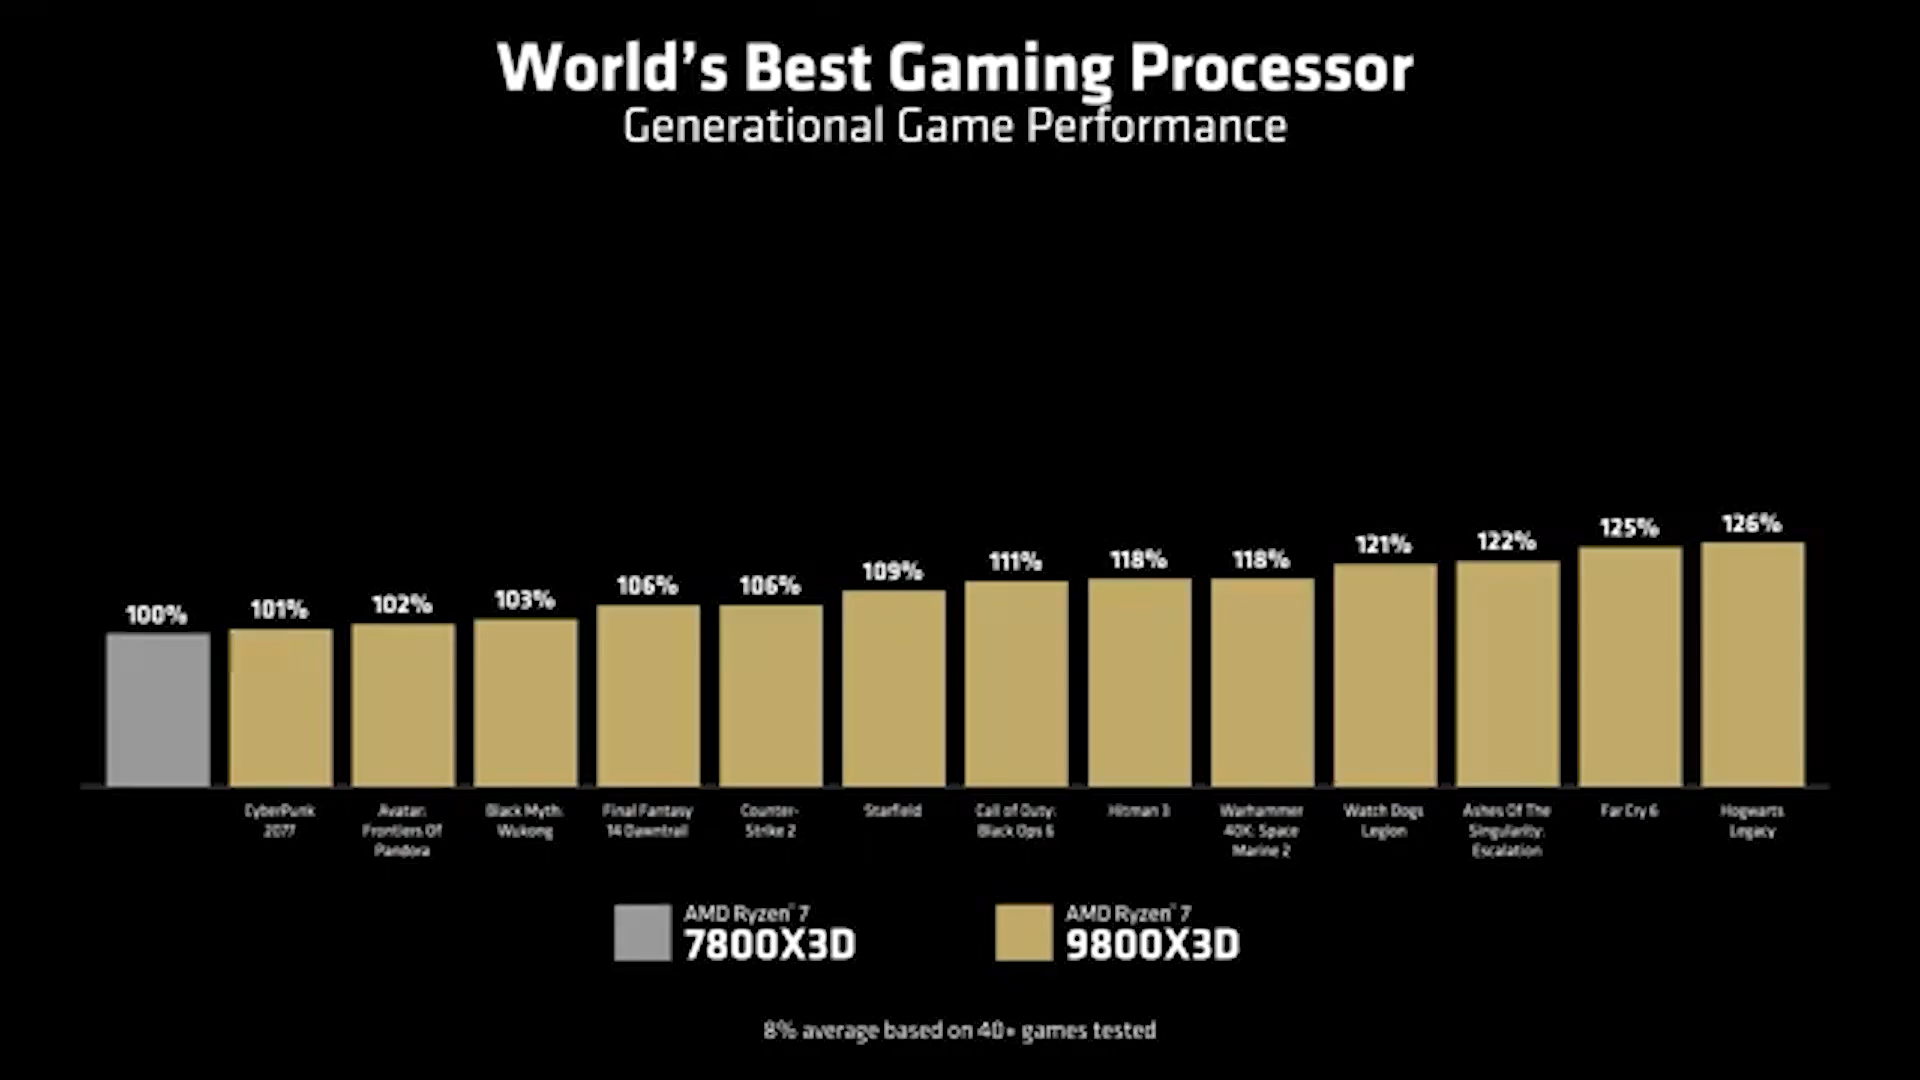 World's Best Gaming Processor
Generational Game Performance
100%
101%
102%
103%
106%
106%
109%
111%
118%
118%
121%
122%
125%
126%
CyberPunk
2077
Avatar:
Frontiers Of
Pandora
Black Myth:
Wukong
Final Fantasy
14 Dawntrail
Counter-
Strike 2
Starfield
Call of Duty:
Black Ops 6
Hitman 3
Warhammer
40K: Space
Marine 2
Watch Dogs
Legion
Ashes Of The
Singularity:
Escalation
Far Cry 6
Hogwarts
Legacy
AMD Ryzen™ 7
7800X3D
AMD Ryzen™ 7
9800X3D
8% average based on 40+ games tested